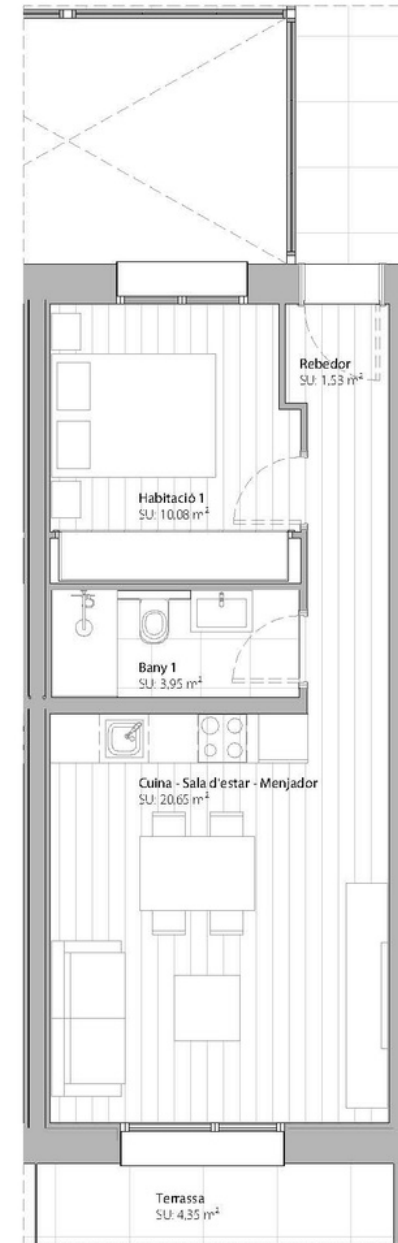 Rebedor
SU: 1,53 m²
Habitació 1
SU: 10,08 m²
Bany 1
SU: 3,95 m²
Cuina - Sala d'estar - Menjador
SU: 20,65 m²
Terrassa
SU: 4,35 m²